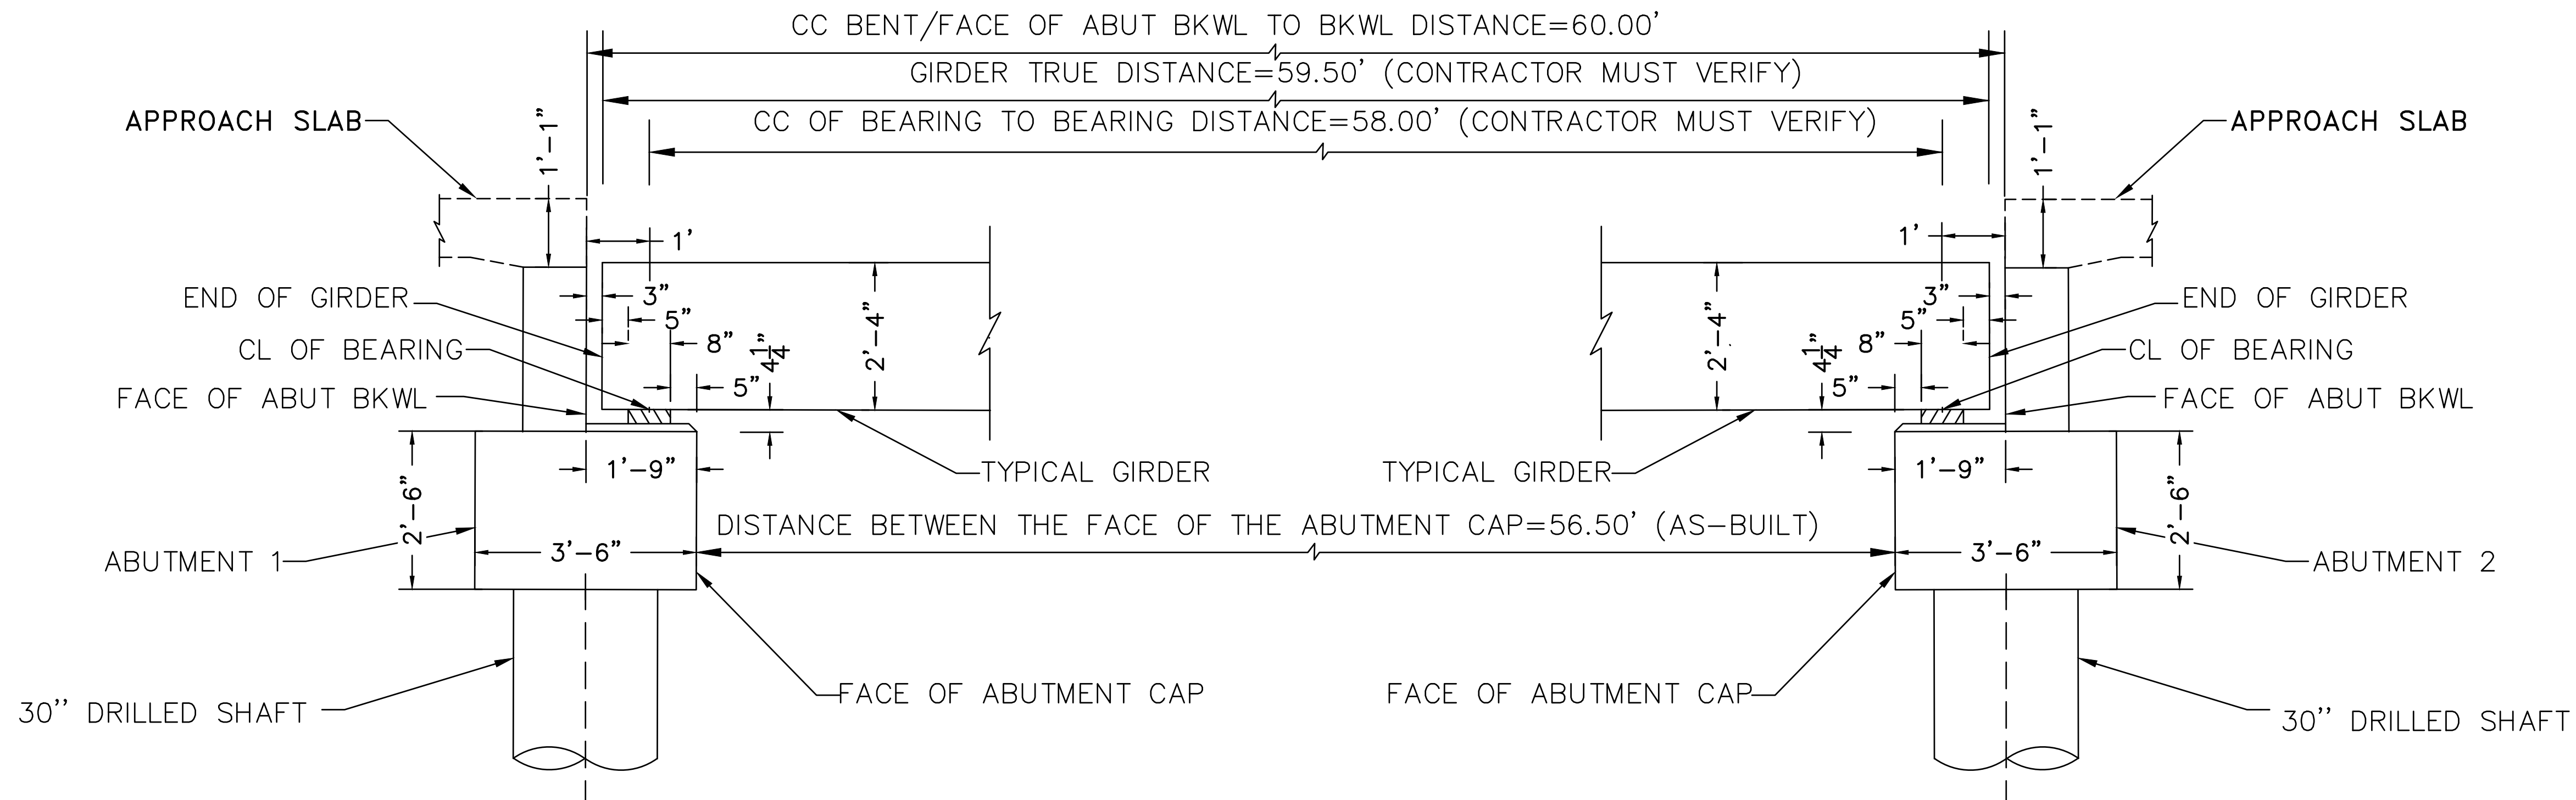 CC BENT/FACE OF ABUT BKWL TO BKWL DISTANCE=60.00'
GIRDER TRUE DISTANCE=59.50' (CONTRACTOR MUST VERIFY)
CC OF BEARING TO BEARING DISTANCE=58.00' (CONTRACTOR MUST VERIFY)
APPROACH SLAB
1'-1"
1'-1"
APPROACH SLAB
1'
1'
END OF GIRDER
3"
3"
END OF GIRDER
5"
5"
CL OF BEARING
8"
4 1/4"
2'-4"
2'-4"
4 1/4"
8"
CL OF BEARING
FACE OF ABUT BKWL
5"
5"
FACE OF ABUT BKWL
1'-9"
TYPICAL GIRDER
TYPICAL GIRDER
1'-9"
2'-6"
DISTANCE BETWEEN THE FACE OF THE ABUTMENT CAP=56.50' (AS-BUILT)
2'-6"
ABUTMENT 1
3'-6"
3'-6"
ABUTMENT 2
30'' DRILLED SHAFT
FACE OF ABUTMENT CAP
FACE OF ABUTMENT CAP
30'' DRILLED SHAFT